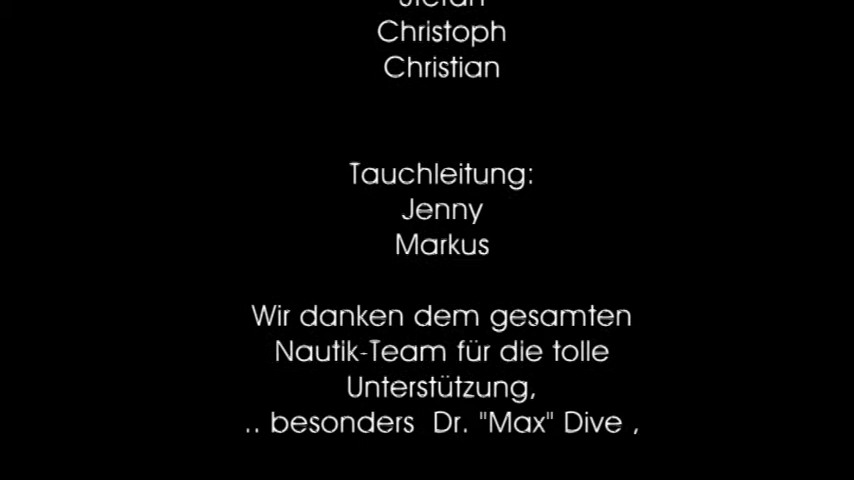 Stefan
Christoph
Christian
Tauchleitung:
Jenny
Markus
Wir danken dem gesamten
Nautik-Team für die tolle
Unterstützung,
.. besonders  Dr. "Max" Dive ,